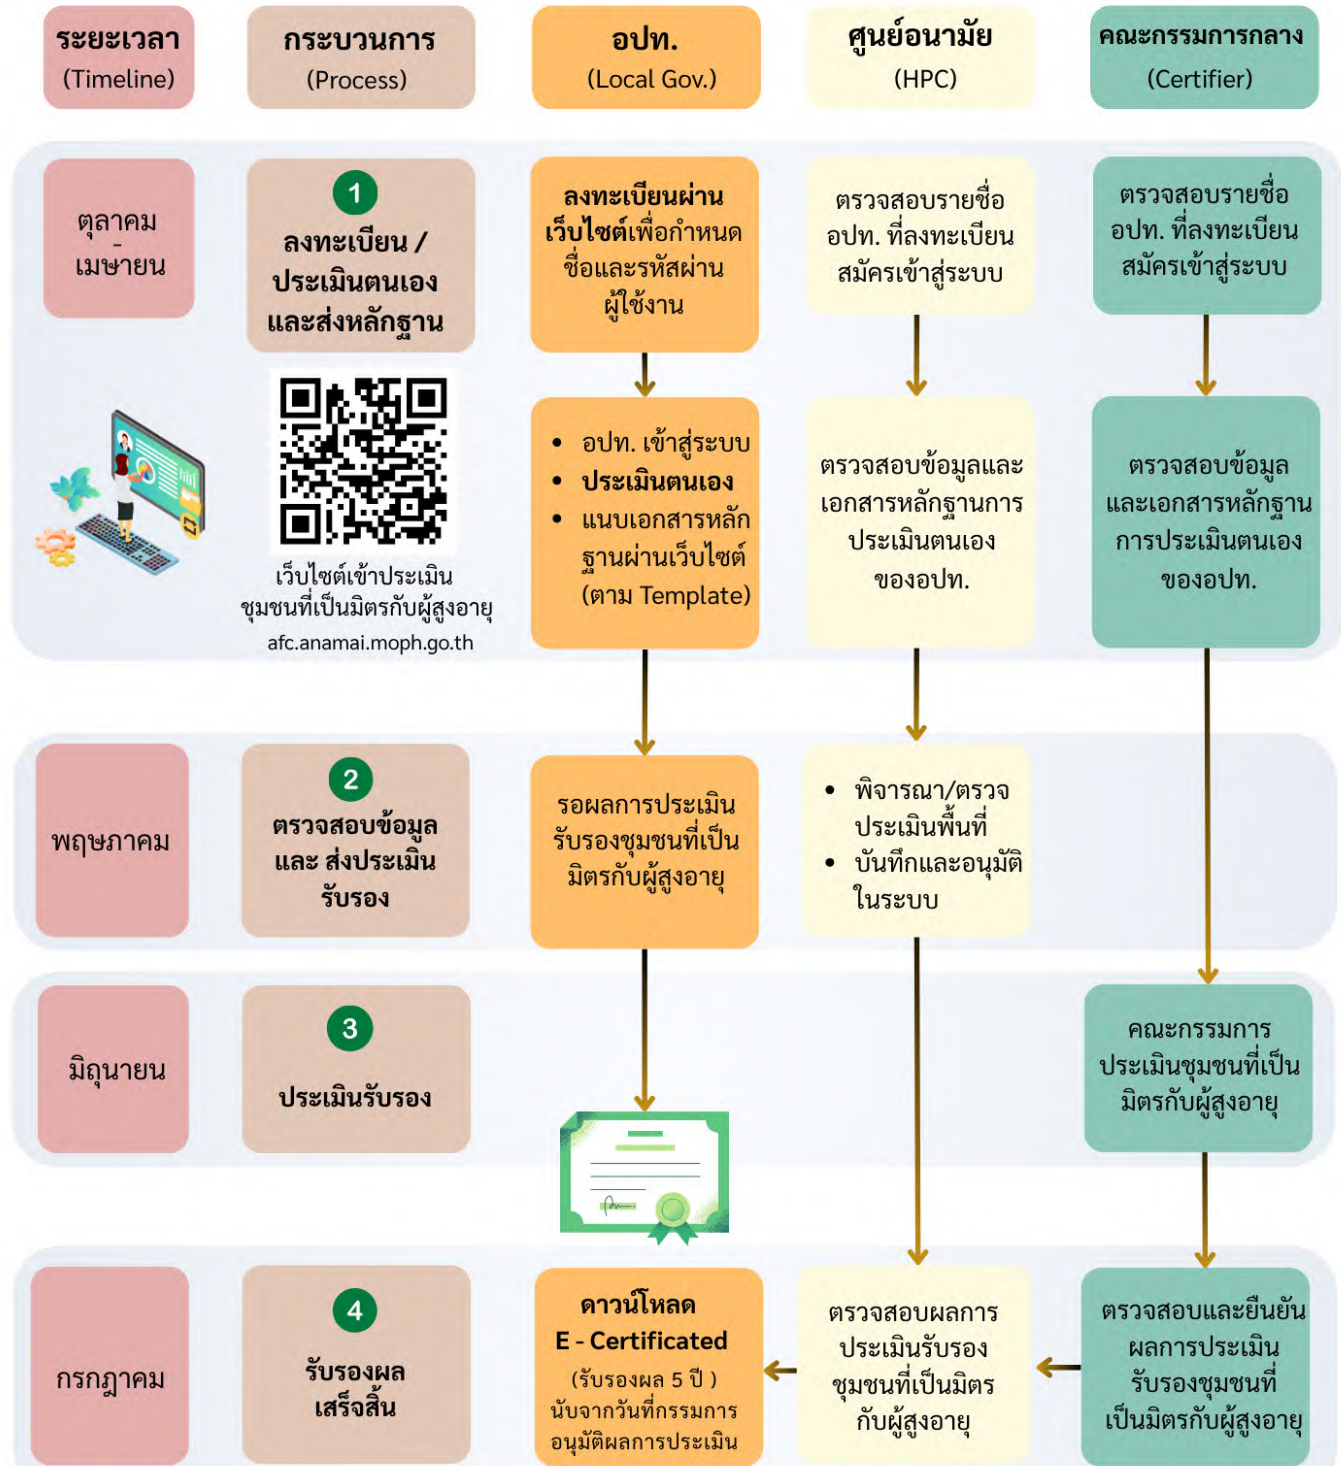 ระยะเวลา
(Timeline)
กระบวนการ
(Process)
อปท.
(Local Gov.)
ศูนย์อนามัย
(HPC)
คณะกรรมการกลาง
(Certifier)
ตุลาคม
-
เมษายน
1
ลงทะเบียน /
ประเมินตนเอง
และส่งหลักฐาน
เว็บไซต์เข้าประเมิน
ชุมชนที่เป็นมิตรกับผู้สูงอายุ
afc.anamai.moph.go.th
ลงทะเบียนผ่าน
เว็บไซต์เพื่อกำหนด
ชื่อและรหัสผ่าน
ผู้ใช้งาน
• อปท. เข้าสู่ระบบ
• ประเมินตนเอง
• แนบเอกสารหลัก
ฐานผ่านเว็บไซต์
(ตาม Template)
ตรวจสอบรายชื่อ
อปท. ที่ลงทะเบียน
สมัครเข้าสู่ระบบ
ตรวจสอบข้อมูลและ
เอกสารหลักฐานการ
ประเมินตนเอง
ของอปท.
ตรวจสอบรายชื่อ
อปท. ที่ลงทะเบียน
สมัครเข้าสู่ระบบ
ตรวจสอบข้อมูล
และเอกสารหลักฐาน
การประเมินตนเอง
ของอปท.
พฤษภาคม
2
ตรวจสอบข้อมูล
และ ส่งประเมิน
รับรอง
รอผลการประเมิน
รับรองชุมชนที่เป็น
มิตรกับผู้สูงอายุ
• พิจารณา/ตรวจ
ประเมินพื้นที่
• บันทึกและอนุมัติ
ในระบบ
มิถุนายน
3
ประเมินรับรอง
คณะกรรมการ
ประเมินชุมชนที่เป็น
มิตรกับผู้สูงอายุ
กรกฎาคม
4
รับรองผล
เสร็จสิ้น
ดาวน์โหลด
E - Certificated
(รับรองผล 5 ปี )
นับจากวันที่กรรมการ
อนุมัติผลการประเมิน
ตรวจสอบผลการ
ประเมินรับรอง
ชุมชนที่เป็นมิตร
กับผู้สูงอายุ
ตรวจสอบและยืนยัน
ผลการประเมิน
รับรองชุมชนที่
เป็นมิตรกับผู้สูงอายุ